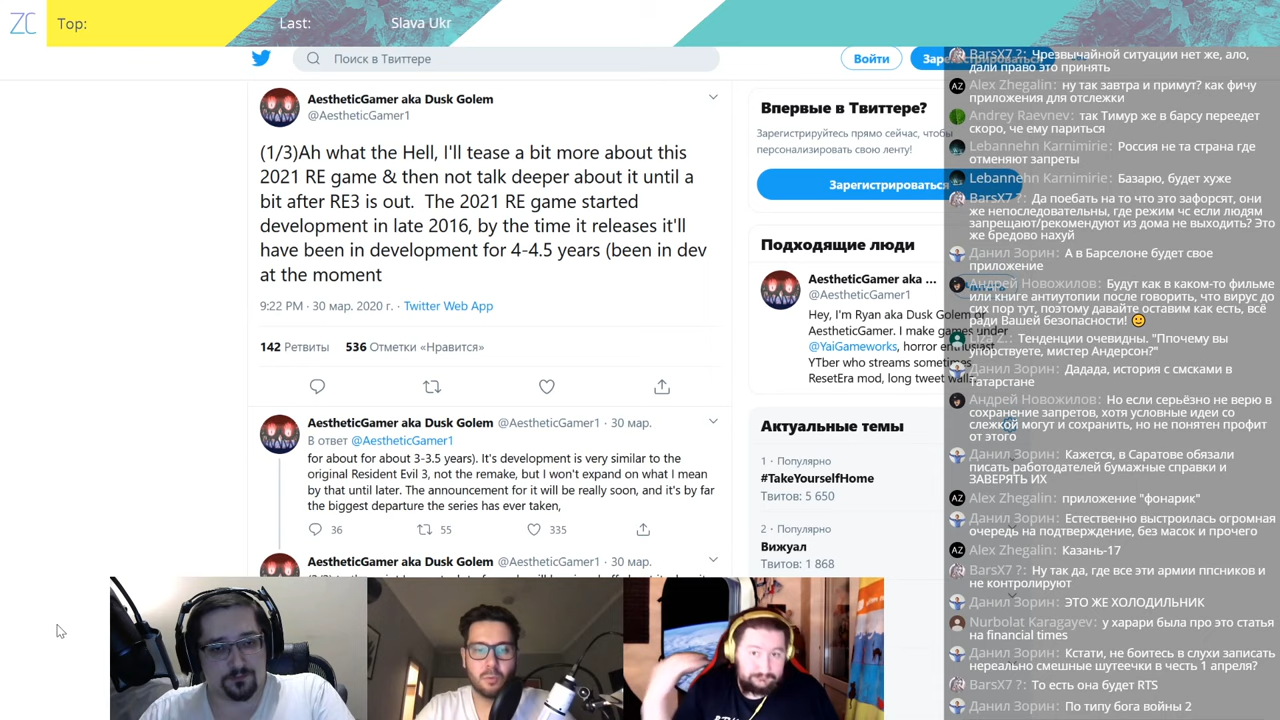 ZC
Top:
Last:
Slava Ukr
Поиск в Твиттере
Войти
AestheticGamer aka Dusk Golem
@AestheticGamer1
(1/3)Ah what the Hell, I'll tease a bit more about this
2021 RE game & then not talk deeper about it until a
bit after RE3 is out. The 2021 RE game started
development in late 2016, by the time it releases it'll
have been in development for 4-4.5 years (been in dev
at the moment
9:22 PM · 30 мар. 2020 г. · Twitter Web App
142 Ретвиты 536 Отметки «Нравится»
AestheticGamer aka Dusk Golem @AestheticGamer1 · 30 мар.
В ответ @AestheticGamer1
for about for about 3-3.5 years). It's development is very similar to the
original Resident Evil 3, not the remake, but I won't expand on what I mean
by that until later. The announcement for it will be really soon, and it's by far
the biggest departure the series has ever taken,
36 55 335
AestheticGamer aka Dusk Golem @AestheticGamer1 · 30 мар.
Впервые в Твиттере?
Зарегистрируйтесь прямо сейчас, чтобы
персонализировать свою ленту!
Зарегистрироваться
Подходящие люди
AestheticGamer aka ...
@AestheticGamer1
Hey, I'm Ryan aka Dusk Golem or
AestheticGamer. I make games under
@YaiGameworks, horror enthusiast,
YTber who streams sometimes,
ResetEra mod, long tweet walls
Актуальные темы
1 · Популярно
#TakeYourselfHome
Твитов: 5 650
2 · Популярно
Вижуал
Твитов: 1 868
BarsX7 ?: Чрезвычайной ситуации нет же, ало,
дали право это принять
Alex Zhegalin: ну так завтра и примут? как фичу
приложения для отслежки
Andrey Raevnev: так Тимур же в барсу переедет
скоро, че ему париться
Lebannehn Karnimirie: Россия не та страна где
отменяют запреты
Lebannehn Karnimirie: Базарю, будет хуже
BarsX7 ?: Да поебать на то что это зафорсят, они
же непоследовательны, где режим чс если людям
запрещают/рекомендуют из дома не выходить? Это
же бредово нахуй
Данил Зорин: А в Барселоне будет свое
приложение
Андрей Новожилов: Будут как в каком-то фильме
или книге антиутопии после говорить, что вирус до
сих пор тут, поэтому давайте оставим как есть, всё
ради Вашей безопасности!
Liza Z.: Тенденции очевидны. "Ппочему вы
упорствуете, мистер Андерсон?"
Данил Зорин: Дадада, история с смсками в
Татарстане
Андрей Новожилов: Но если серьёзно не верю в
сохранение запретов, хотя условные идеи со
слежкой могут и сохранить, но не понятен профит
от этого
Данил Зорин: Кажется, в Саратове обязали
писать работодателей бумажные справки и
ЗАВЕРЯТЬ ИХ
Alex Zhegalin: приложение "фонарик"
Данил Зорин: Естественно выстроилась огромная
очередь на подтверждение, без масок и прочего
Alex Zhegalin: Казань-17
BarsX7 ?: Ну так да, где все эти армии ппсников и
не контролируют
Данил Зорин: ЭТО ЖЕ ХОЛОДИЛЬНИК
Nurbolat Karagayev: у харари была про это статья
на financial times
Данил Зорин: Кстати, не боитесь в слухи записать
нереально смешные шутеечки в честь 1 апреля?
BarsX7 ?: То есть она будет RTS
Данил Зорин: По типу бога войны 2